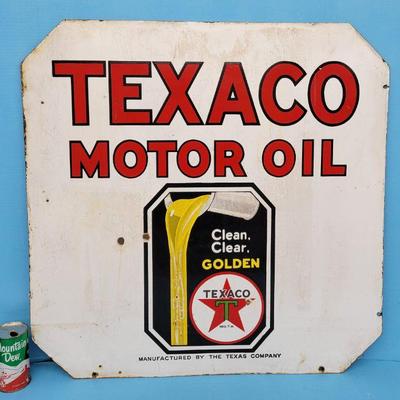 TEXACO
MOTOR OIL
Clean,
Clear,
GOLDEN
TEXACO
T
MANUFACTURED BY THE TEXAS COMPANY
Mountain
Dew